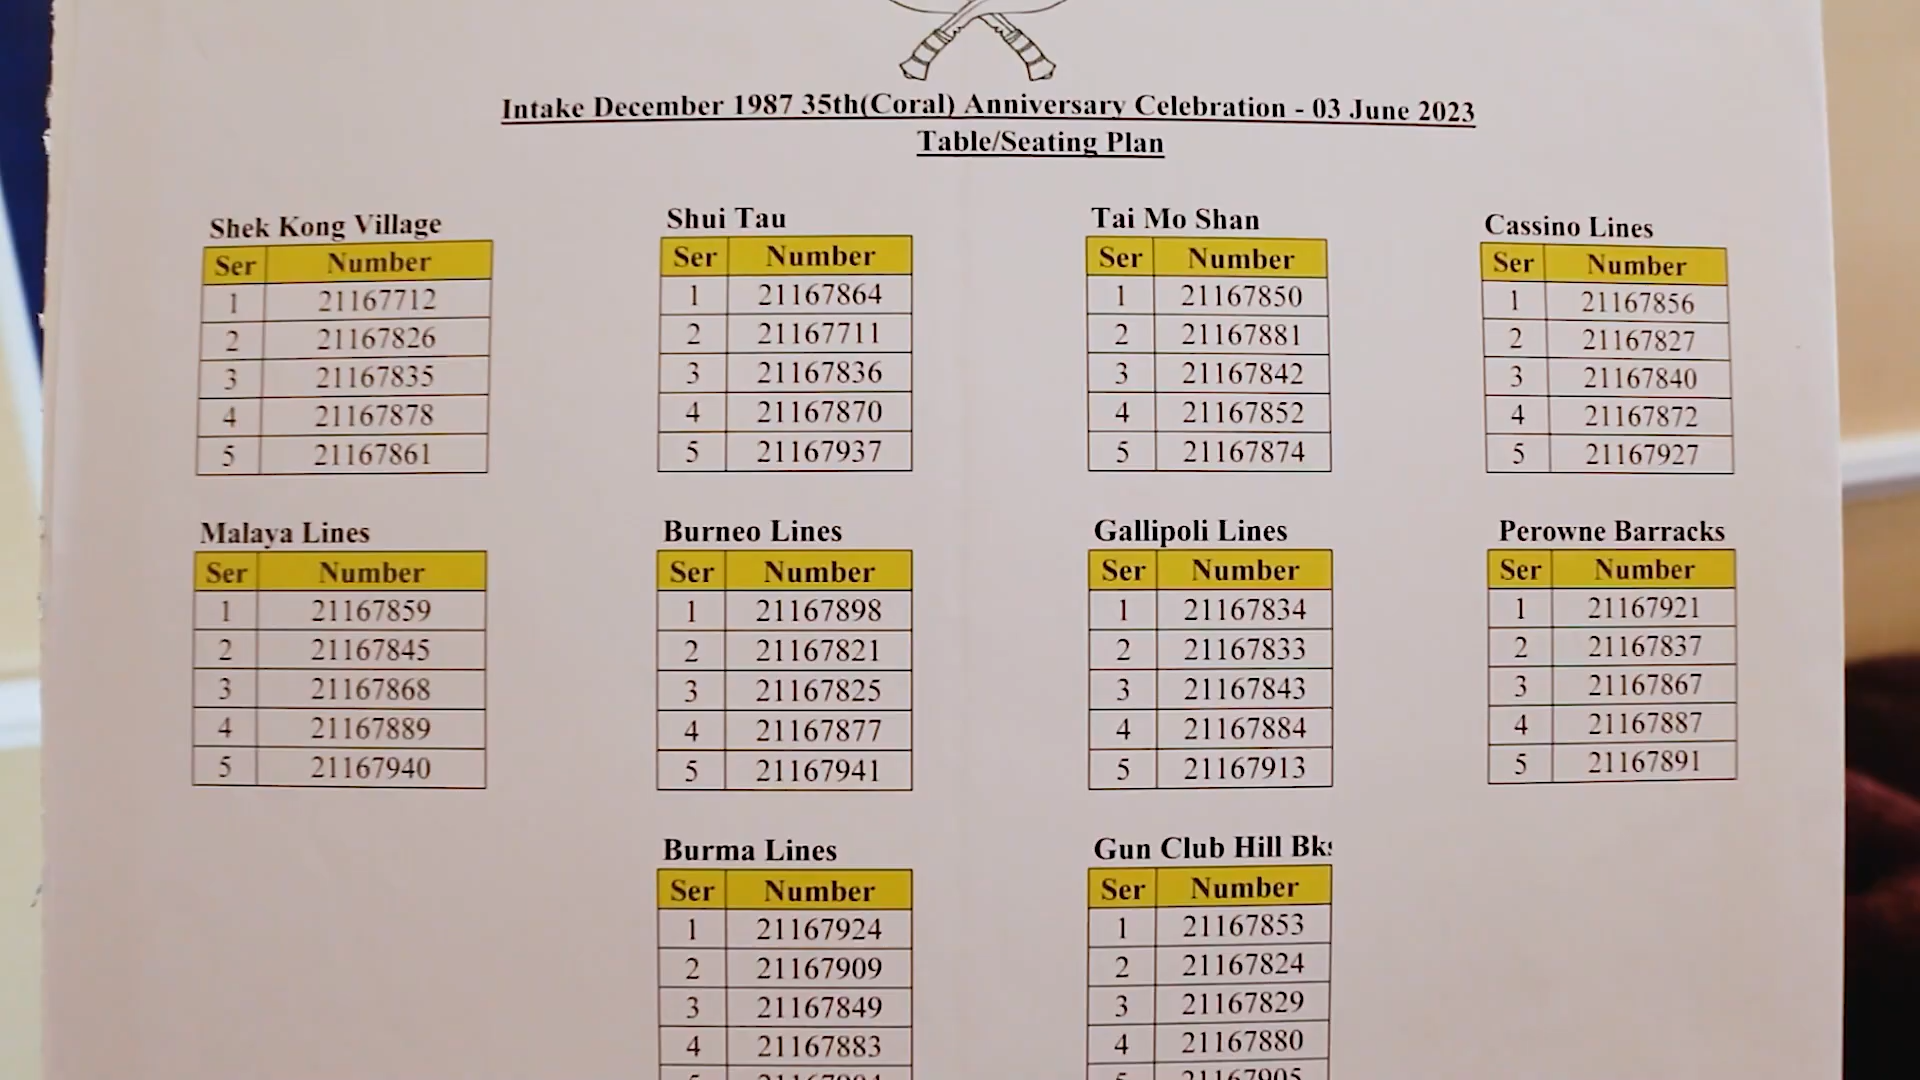 Intake December 1987 35th(Coral) Anniversary Celebration - 03 June 2023
Table/Seating Plan
Shek Kong Village
Ser Number
1 21167712
2 21167826
3 21167835
4 21167878
5 21167861
Shui Tau
Ser Number
1 21167864
2 21167711
3 21167836
4 21167870
5 21167937
Tai Mo Shan
Ser Number
1 21167850
2 21167881
3 21167842
4 21167852
5 21167874
Cassino Lines
Ser Number
1 21167856
2 21167827
3 21167840
4 21167872
5 21167927
Malaya Lines
Ser Number
1 21167859
2 21167845
3 21167868
4 21167889
5 21167940
Burneo Lines
Ser Number
1 21167898
2 21167821
3 21167825
4 21167877
5 21167941
Gallipoli Lines
Ser Number
1 21167834
2 21167833
3 21167843
4 21167884
5 21167913
Perowne Barracks
Ser Number
1 21167921
2 21167837
3 21167867
4 21167887
5 21167891
Burma Lines
Ser Number
1 21167924
2 21167909
3 21167849
4 21167883
Gun Club Hill Bks
Ser Number
1 21167853
2 21167824
3 21167829
4 21167880
5 21167905